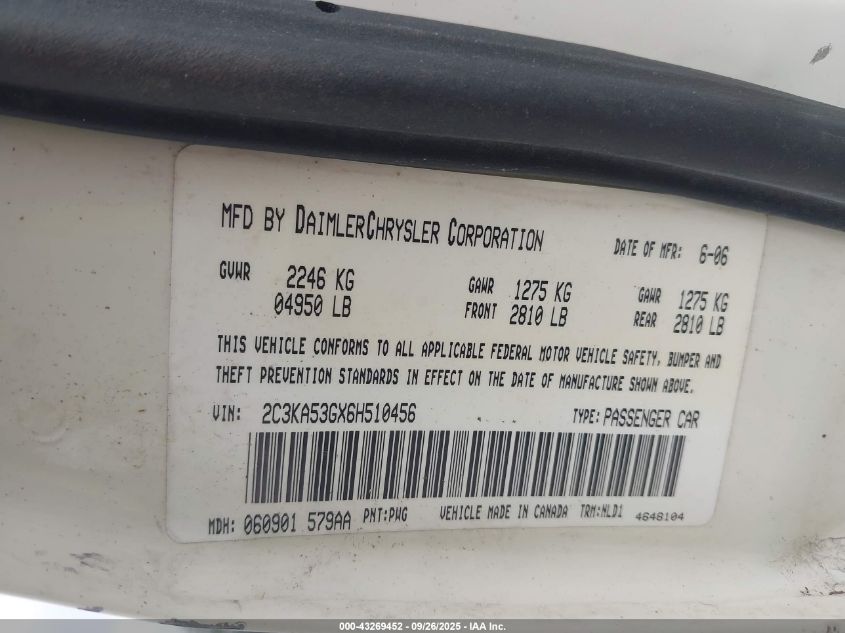 MFD BY DAIMLERCHRYSLER CORPORATION DATE OF MFR: 6-06
GVWR 2246 KG GAWR 1275 KG GAWR 1275 KG
04950 LB FRONT 2810 LB REAR 2810 LB
THIS VEHICLE CONFORMS TO ALL APPLICABLE FEDERAL MOTOR VEHICLE SAFETY, BUMPER AND
THEFT PREVENTION STANDARDS IN EFFECT ON THE DATE OF MANUFACTURE SHOWN ABOVE.
VIN: 2C3KA53GX6H510456 TYPE: PASSENGER CAR
MDH: 060901 579AA PNT:PWG VEHICLE MADE IN CANADA TRM:NLD1 4648104
000-43269452 - 09/26/2025 - IAA Inc.